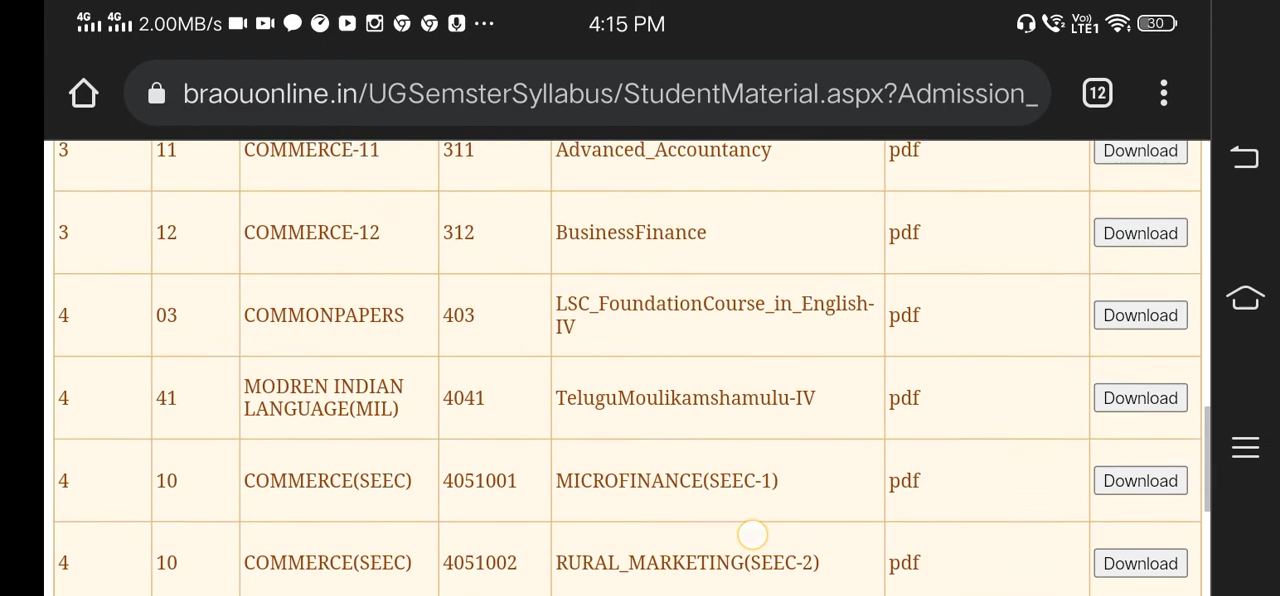 4G 4G 2.00MB/s ... 4:15 PM Vo)) LTE1 30
braouonline.in/UGSemsterSyllabus/StudentMaterial.aspx?Admission_ 12
3 11 COMMERCE-11 311 Advanced_Accountancy pdf Download
3 12 COMMERCE-12 312 BusinessFinance pdf Download
4 03 COMMONPAPERS 403 LSC_FoundationCourse_in_English-
IV pdf Download
4 41 MODREN INDIAN
LANGUAGE(MIL) 4041 TeluguMoulikamshamulu-IV pdf Download
4 10 COMMERCE(SEEC) 4051001 MICROFINANCE(SEEC-1) pdf Download
4 10 COMMERCE(SEEC) 4051002 RURAL_MARKETING(SEEC-2) pdf Download